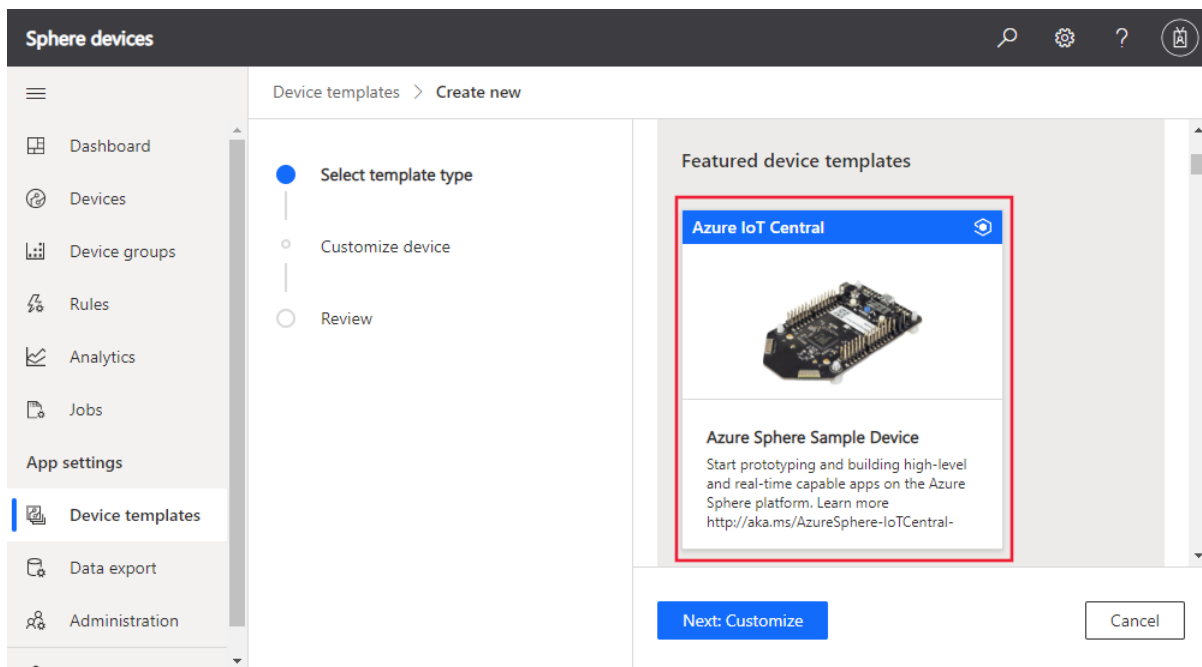 Sphere devices
?
Device templates > Create new
Dashboard
Devices
Device groups
Rules
Analytics
Jobs
App settings
Device templates
Data export
Administration
Select template type
Customize device
Review
Featured device templates
Azure IoT Central
Azure Sphere Sample Device
Start prototyping and building high-level
and real-time capable apps on the Azure
Sphere platform. Learn more
http://aka.ms/AzureSphere-IoTCentral-
Next: Customize
Cancel